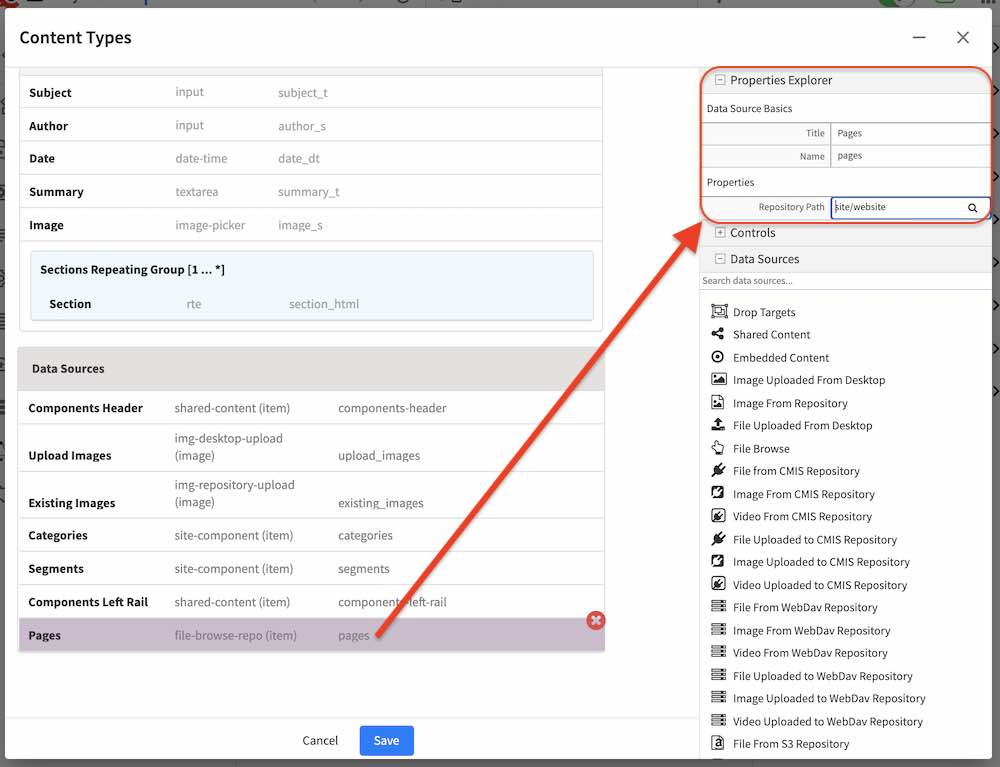 Content Types
Subject input subject_t
Author input author_s
Date date-time date_dt
Summary textarea summary_t
Image image-picker image_s
Sections Repeating Group [1 ... *]
Section rte section_html
Data Sources
Components Header shared-content (item) components-header
img-desktop-upload
Upload Images (image) upload_images
img-repository-upload
Existing Images (image) existing_images
Categories site-component (item) categories
Segments site-component (item) segments
Components Left Rail shared-content (item) components-left-rail
Pages file-browse-repo (item) pages
Cancel Save
Properties Explorer
Data Source Basics
Title Pages
Name pages
Properties
Repository Path site/website
Controls
Data Sources
Search data sources...
Drop Targets
Shared Content
Embedded Content
Image Uploaded From Desktop
Image From Repository
File Uploaded From Desktop
File Browse
File from CMIS Repository
Image From CMIS Repository
Video From CMIS Repository
File Uploaded to CMIS Repository
Image Uploaded to CMIS Repository
Video Uploaded to CMIS Repository
File From WebDav Repository
Image From WebDav Repository
Video From WebDav Repository
File Uploaded to WebDav Repository
Image Uploaded to WebDav Repository
Video Uploaded to WebDav Repository
File From S3 Repository